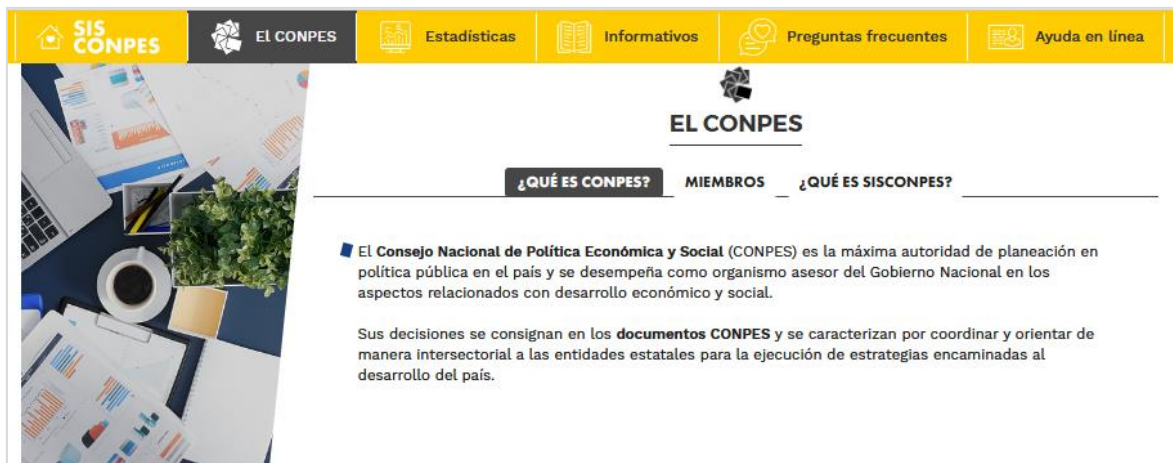 SIS
CONPES
El CONPES
Estadísticas
Informativos
Preguntas frecuentes
Ayuda en línea
EL CONPES
¿QUÉ ES CONPES?
MIEMBROS
¿QUÉ ES SISCONPES?
El Consejo Nacional de Política Económica y Social (CONPES) es la máxima autoridad de planeación en
política pública en el país y se desempeña como organismo asesor del Gobierno Nacional en los
aspectos relacionados con desarrollo económico y social.
Sus decisiones se consignan en los documentos CONPES y se caracterizan por coordinar y orientar de
manera intersectorial a las entidades estatales para la ejecución de estrategias encaminadas al
desarrollo del país.